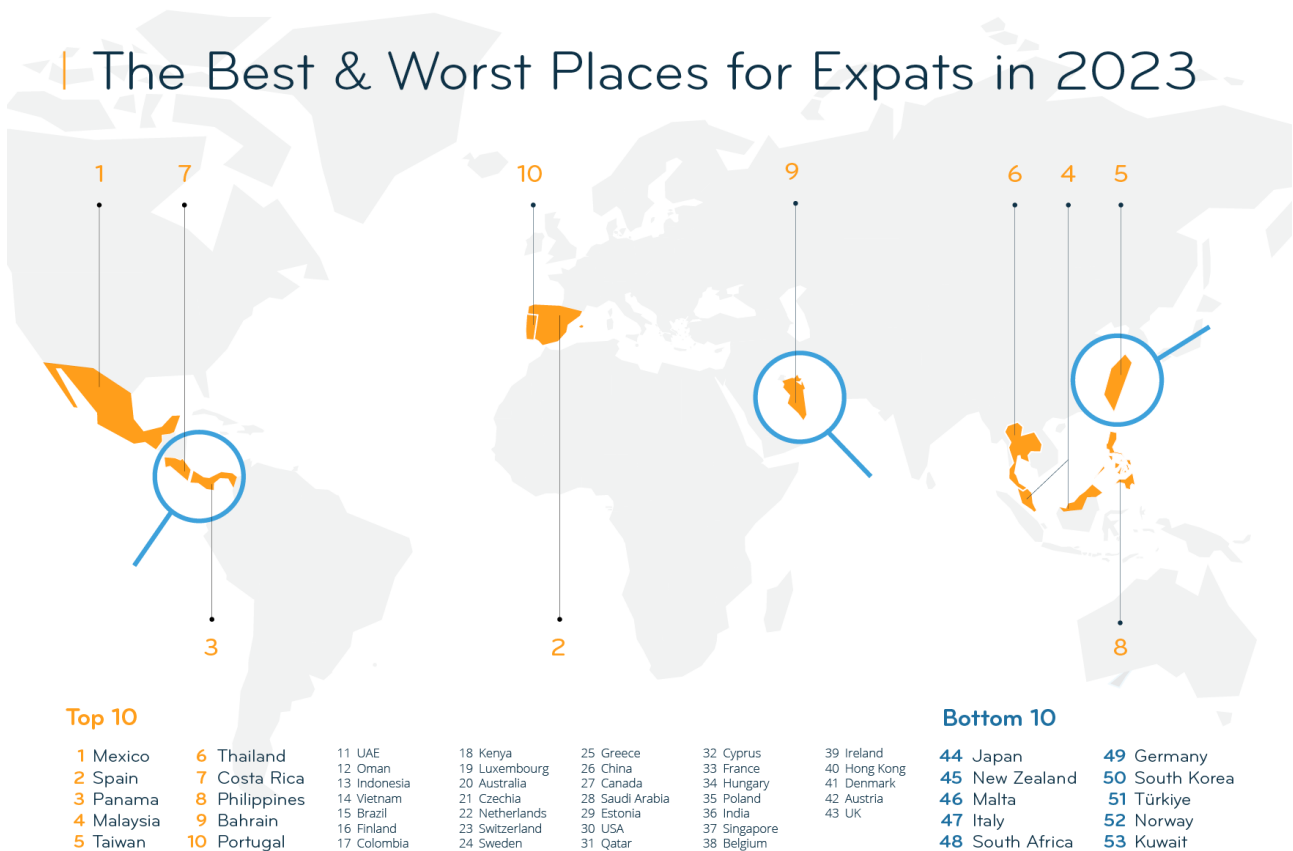 The Best & Worst Places for Expats in 2023
1
7
10
9
6
4
5
3
2
8
Top 10
1 Mexico
2 Spain
3 Panama
4 Malaysia
5 Taiwan
6 Thailand
7 Costa Rica
8 Philippines
9 Bahrain
10 Portugal
11 UAE
12 Oman
13 Indonesia
14 Vietnam
15 Brazil
16 Finland
17 Colombia
18 Kenya
19 Luxembourg
20 Australia
21 Czechia
22 Netherlands
23 Switzerland
24 Sweden
25 Greece
26 China
27 Canada
28 Saudi Arabia
29 Estonia
30 USA
31 Qatar
32 Cyprus
33 France
34 Hungary
35 Poland
36 India
37 Singapore
38 Belgium
39 Ireland
40 Hong Kong
41 Denmark
42 Austria
43 UK
Bottom 10
44 Japan
45 New Zealand
46 Malta
47 Italy
48 South Africa
49 Germany
50 South Korea
51 Türkiye
52 Norway
53 Kuwait